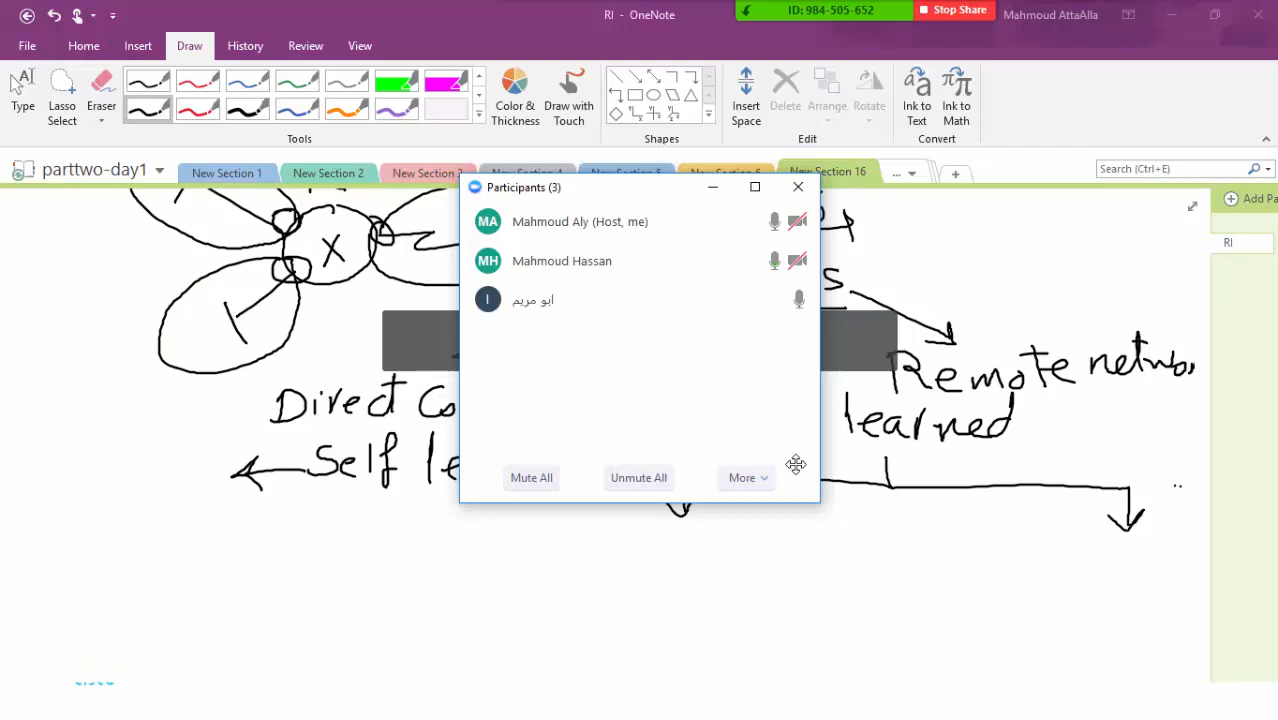 RI - OneNote
ID: 984-505-652
Stop Share
Mahmoud AttaAlla
File Home Insert Draw History Review View
Type
Lasso Select
Eraser
Color & Thickness
Draw with Touch
Insert Space
Delete
Arrange
Rotate
Ink to Text
Ink to Math
Tools
Shapes
Edit
Convert
parttwo-day1
New Section 1
New Section 2
New Section 16
...
Search (Ctrl+E)
Add Pa
RI
Participants (3)
MA Mahmoud Aly (Host, me)
MH Mahmoud Hassan
ا ابو مريم
Mute All
Unmute All
More
X
s
Remote netwo
Direct Co
learned
Self le
cisco